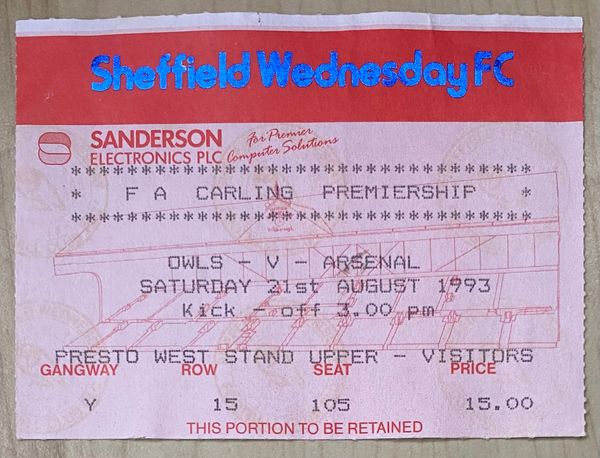 Sheffield Wednesday FC
SANDERSON
ELECTRONICS PLC
For Premier
Computer Solutions
* * * * * * * * * * * * * * * * * * * * * * * * * * * * * *
* F A CARLING PREMIERSHIP *
* * * * * * * * * * * * * * * * * * * * * * * * * * * * * *
OWLS - V - ARSENAL
SATURDAY 21st AUGUST 1993
Kick - off 3.00 pm
PRESTO WEST STAND UPPER - VISITORS
GANGWAY ROW SEAT PRICE
Y 15 105 15.00
THIS PORTION TO BE RETAINED